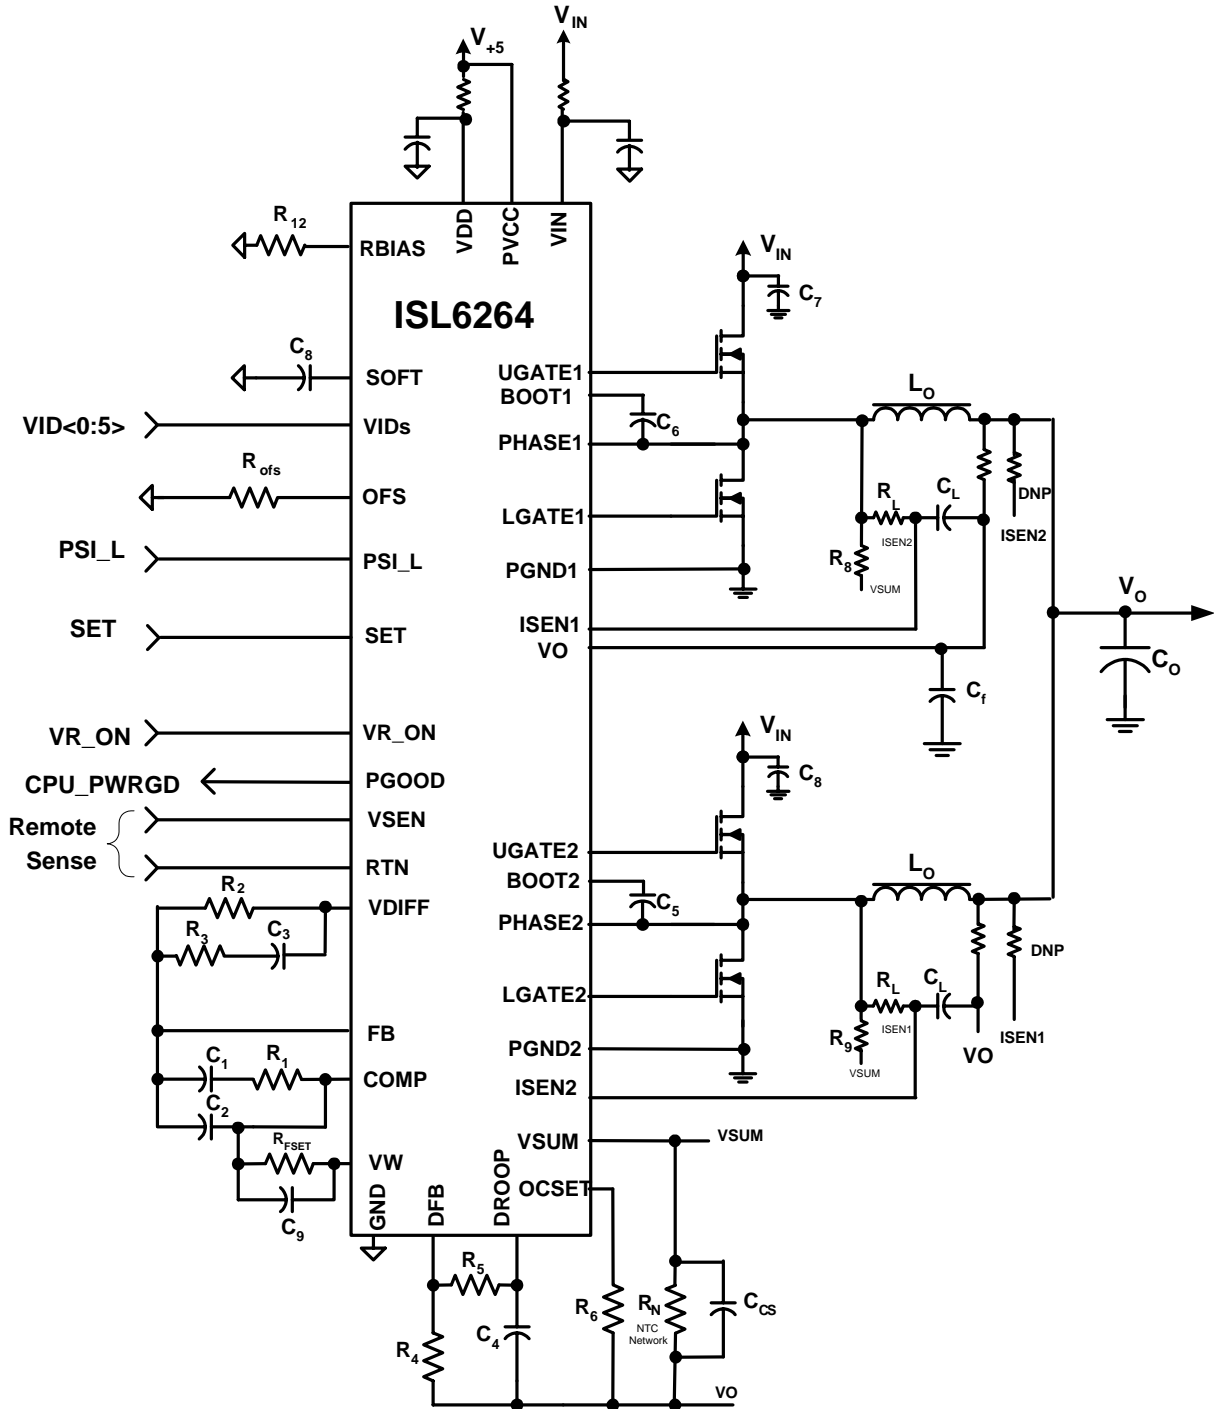 V+5
VIN
R12
RBIAS
VDD
PVCC
VIN
ISL6264
VIN
C7
C8
SOFT
UGATE1
BOOT1
C6
LO
VID<0:5>
VIDs
PHASE1
Rofs
OFS
LGATE1
RL
CL
DNP
ISEN2
ISEN2
PSI_L
PSI_L
PGND1
R8
VSUM
VO
SET
SET
ISEN1
VO
CO
Cf
VR_ON
VR_ON
VIN
CPU_PWRGD
PGOOD
C8
Remote
Sense
VSEN
RTN
UGATE2
BOOT2
C5
LO
R2
VDIFF
PHASE2
R3
C3
DNP
LGATE2
RL
CL
ISEN1
ISEN1
FB
PGND2
R9
VSUM
VO
C1
R1
COMP
ISEN2
C2
RFSET
VW
VSUM
VSUM
OCSET
C9
GND
DFB
DROOP
R5
R6
RN
NTC
Network
CCS
R4
C4
VO